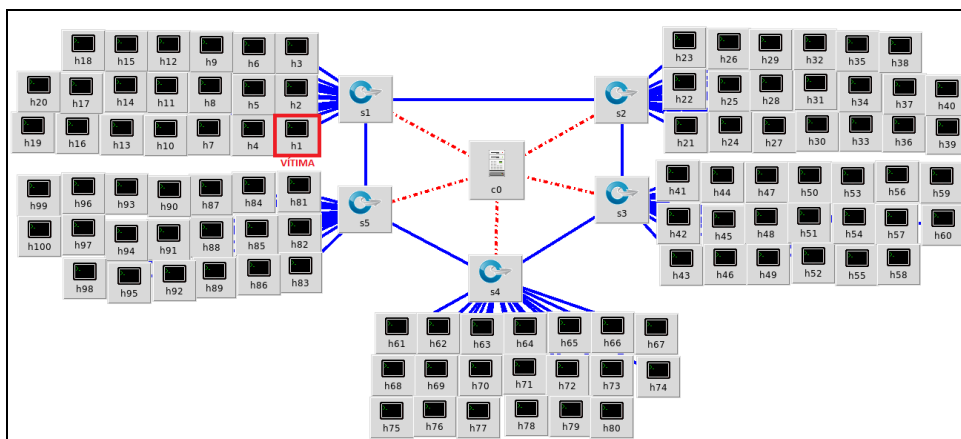 h18 h15 h12 h9 h6 h3
h20 h17 h14 h11 h8 h5 h2
h19 h16 h13 h10 h7 h4 h1
VÍTIMA
s1
s2
h23 h26 h29 h32 h35 h38
h22 h25 h28 h31 h34 h37 h40
h21 h24 h27 h30 h33 h36 h39
c0
h99 h96 h93 h90 h87 h84 h81
h100 h97 h94 h91 h88 h85 h82
h98 h95 h92 h89 h86 h83
s5
s3
h41 h44 h47 h50 h53 h56 h59
h42 h45 h48 h51 h54 h57 h60
h43 h46 h49 h52 h55 h58
s4
h61 h62 h63 h64 h65 h66 h67
h68 h69 h70 h71 h72 h73 h74
h75 h76 h77 h78 h79 h80